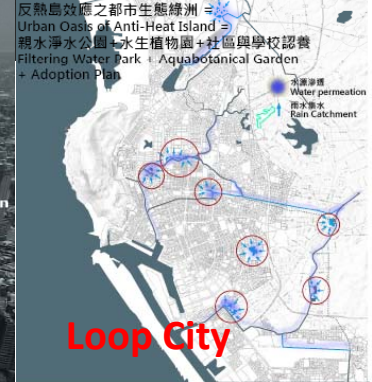 反熱島效應之都市生態綠洲 =
Urban Oasis of Anti-Heat Island =
親水淨水公園+水生植物園+社區與學校認養
Filtering Water Park + Aquabotanical Garden
+ Adoption Plan
水源滲透
Water permeation
雨水集水
Rain Catchment
n
Loop City